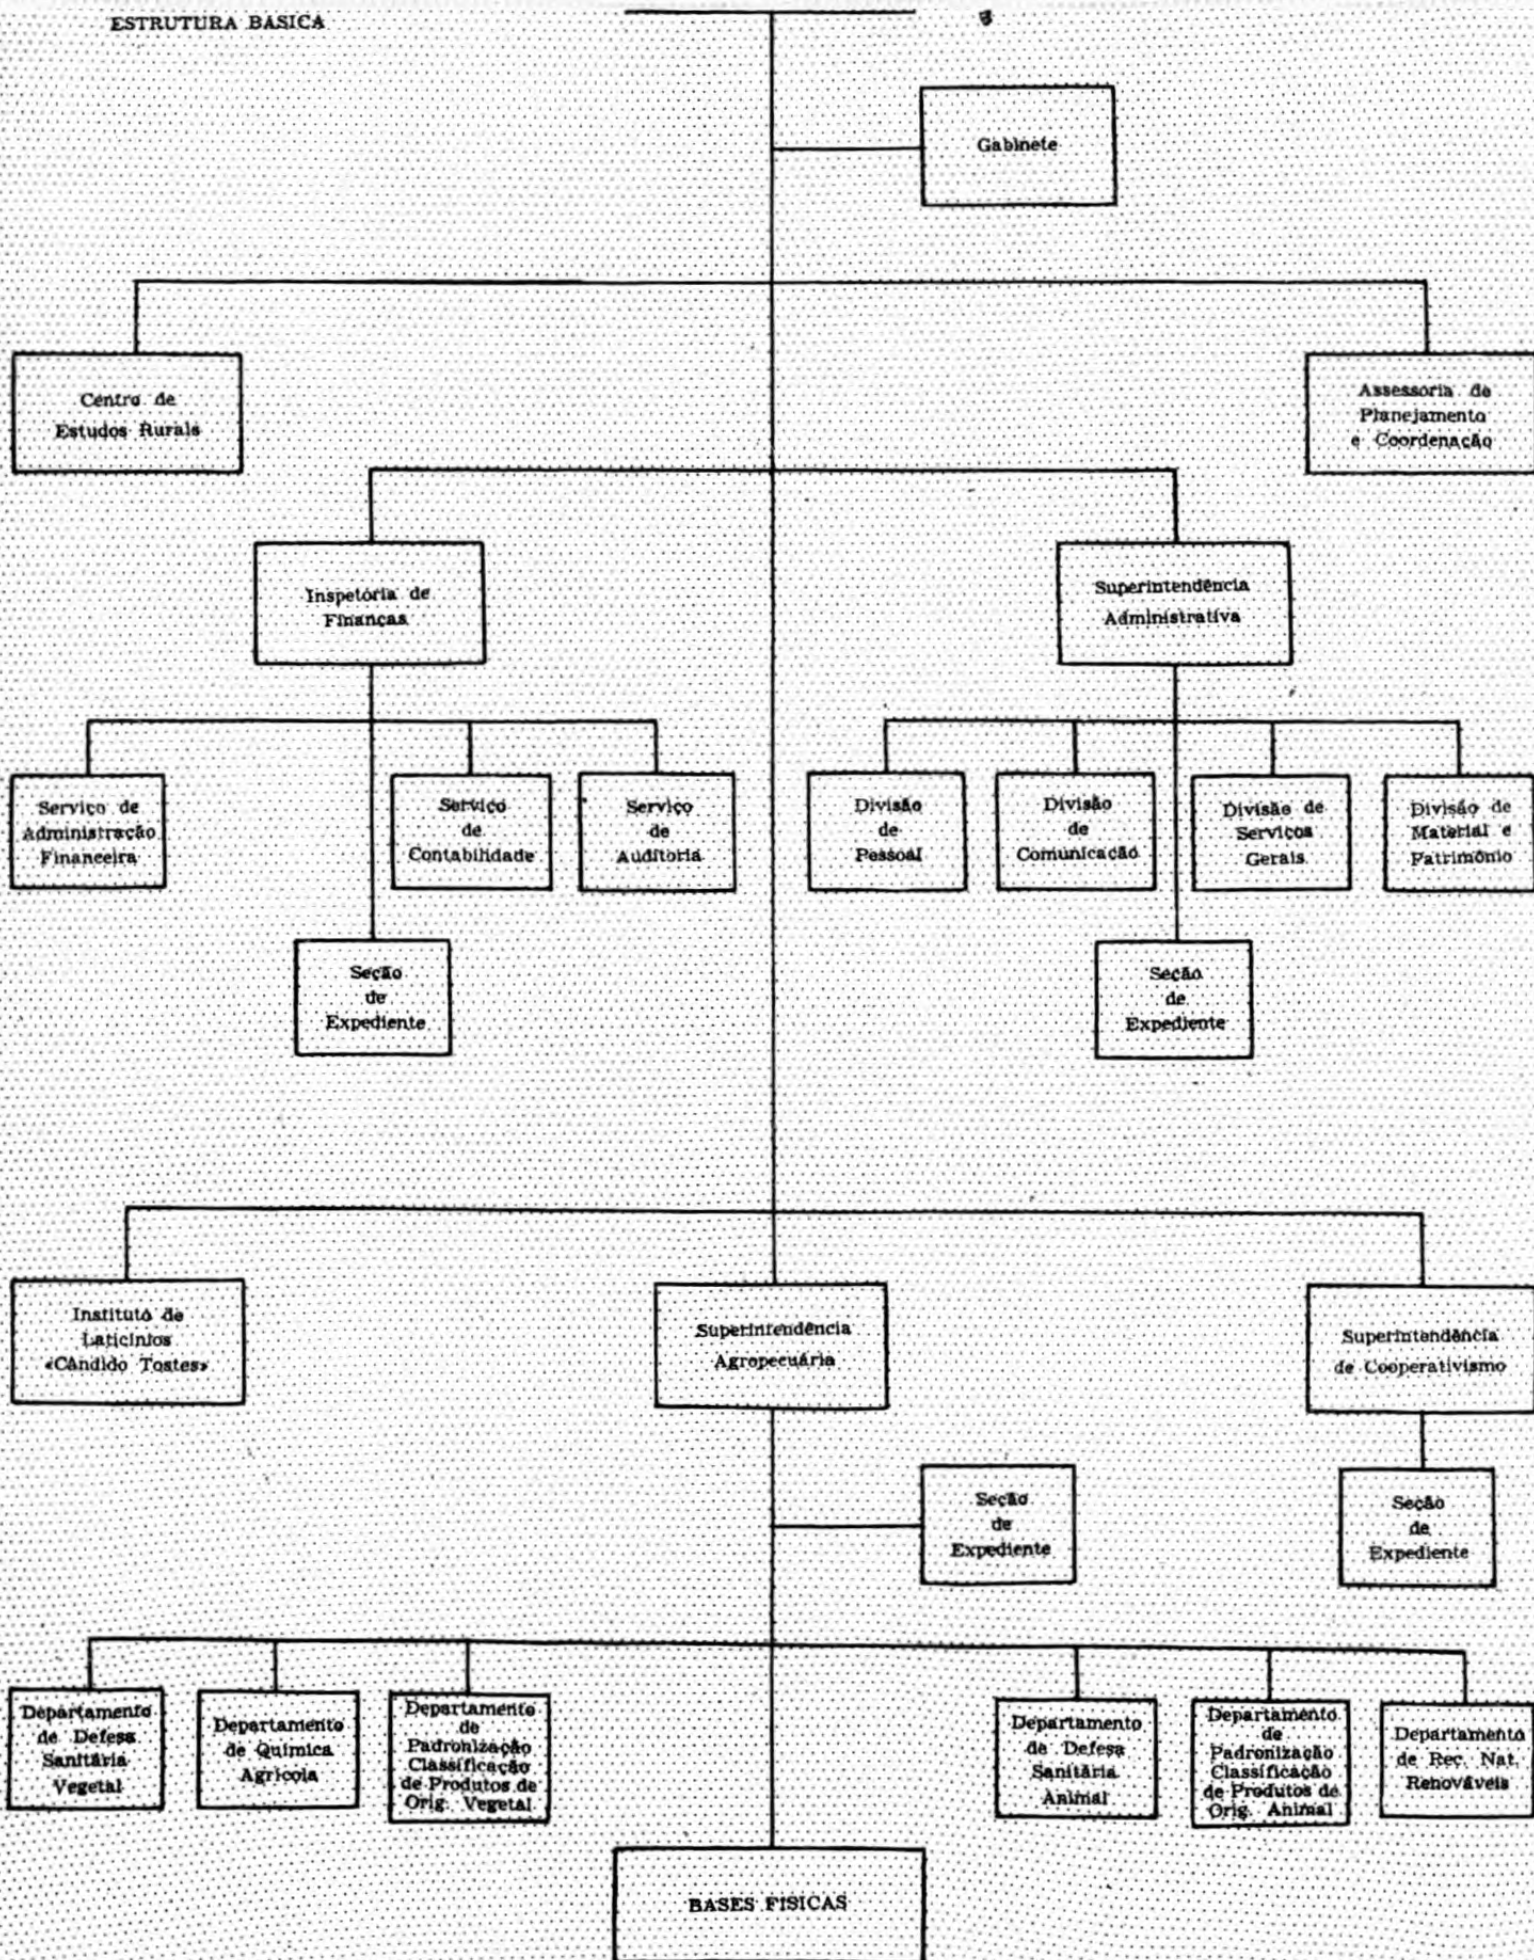 ESTRUTURA BASICA
Gabinete
Centro de
Estudos Rurais
Assessoria de
Planejamento
e Coordenação
Inspetoria de
Finanças
Superintendência
Administrativa
Serviço de
Administração
Financeira
Serviço
de
Contabilidade
Serviço
de
Auditoria
Divisão
de
Pessoal
Divisão
de
Comunicação
Divisão de
Serviços
Gerais
Divisão de
Material e
Patrimônio
Seção
de
Expediente
Seção
de
Expediente
Instituto de
Laticínios
«Cândido Tostes»
Superintendência
Agropecuária
Superintendência
de Cooperativismo
Seção
de
Expediente
Seção
de
Expediente
Departamento
de Defesa
Sanitária
Vegetal
Departamento
de Química
Agrícola
Departamento
de
Padronização
Classificação
de Produtos de
Orig. Vegetal
Departamento
de Defesa
Sanitária
Animal
Departamento
de
Padronização
Classificação
de Produtos de
Orig. Animal
Departamento
de Rec. Nat.
Renováveis
BASES FÍSICAS